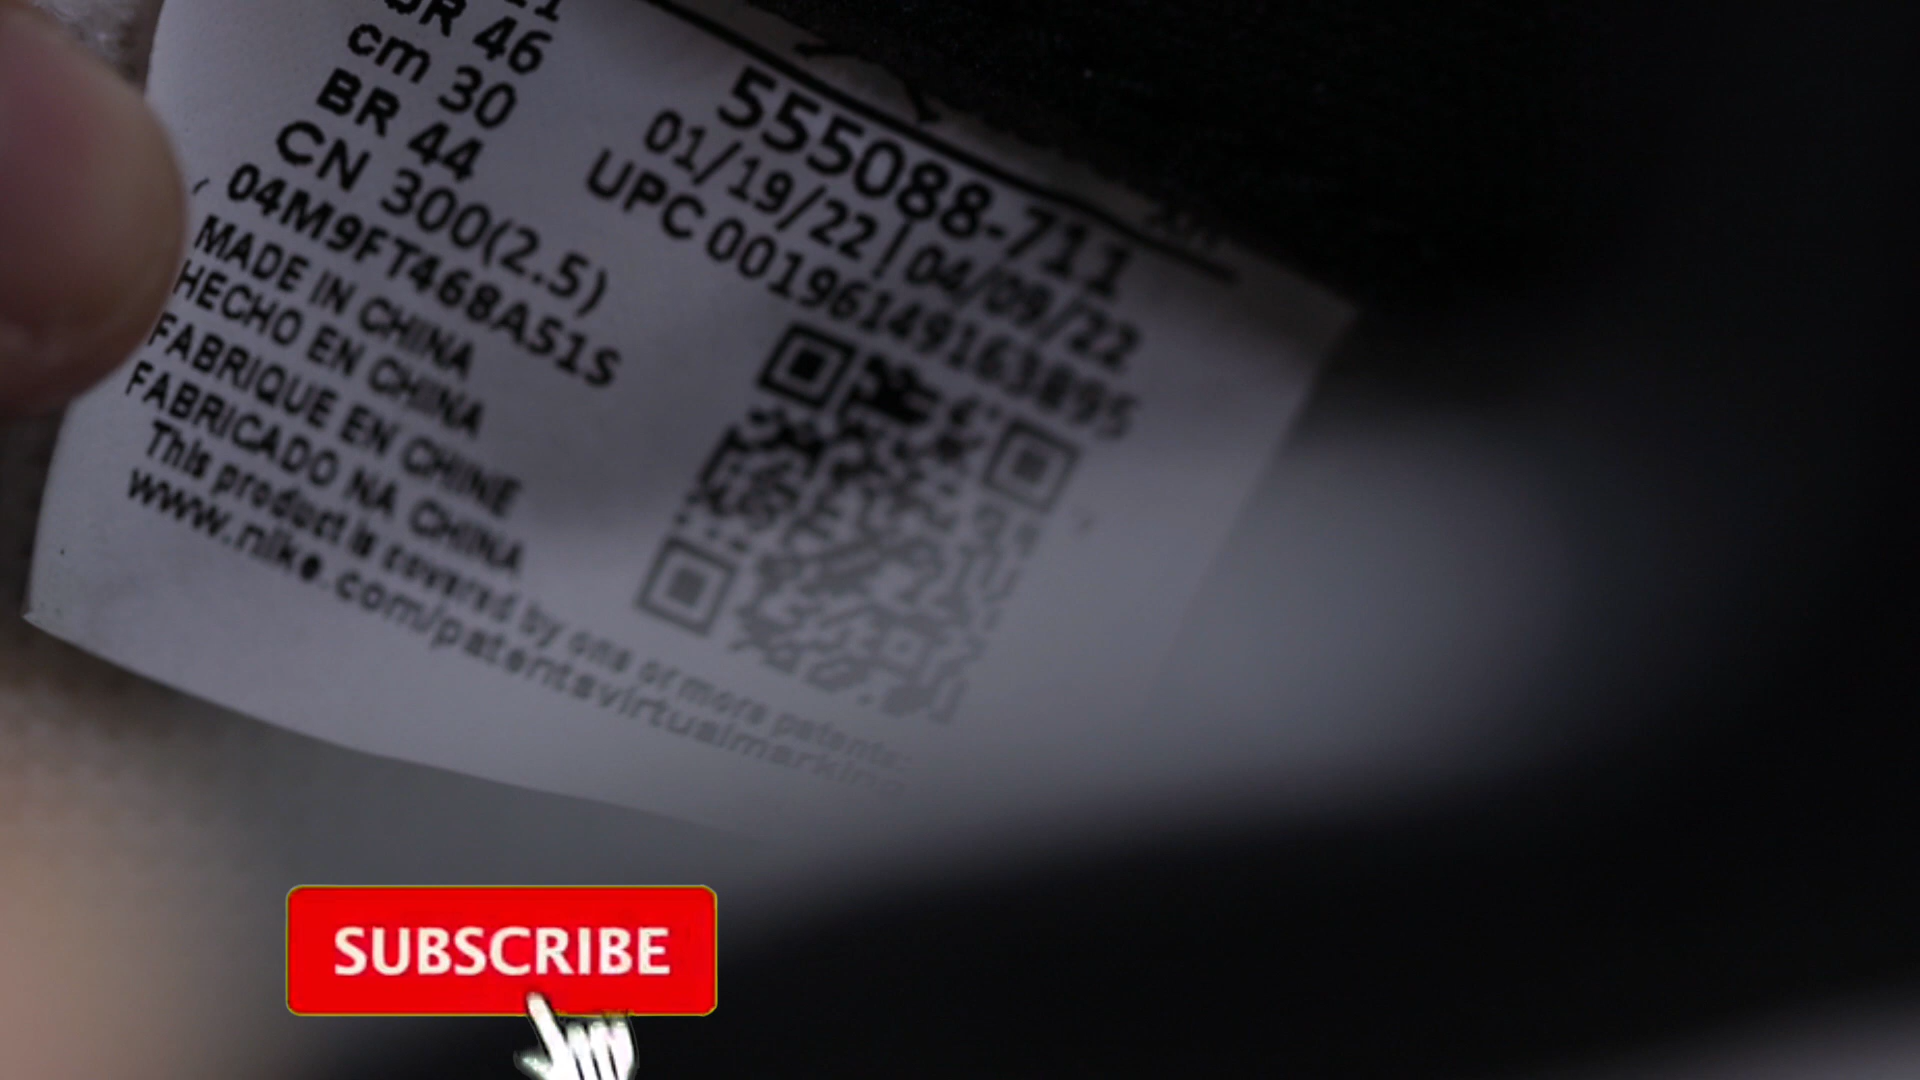 46
cm 30
BR 44
CN 300(2.5)
04M9FT468A51S
MADE IN CHINA
HECHO EN CHINA
FABRIQUE EN CHINE
FABRICADO NA CHINA
This product is covered by one or more patents:
www.nike.com/patentsvirtualmarking
555088-711
01/19/22 | 04/09/22
UPC 00196149163895
SUBSCRIBE